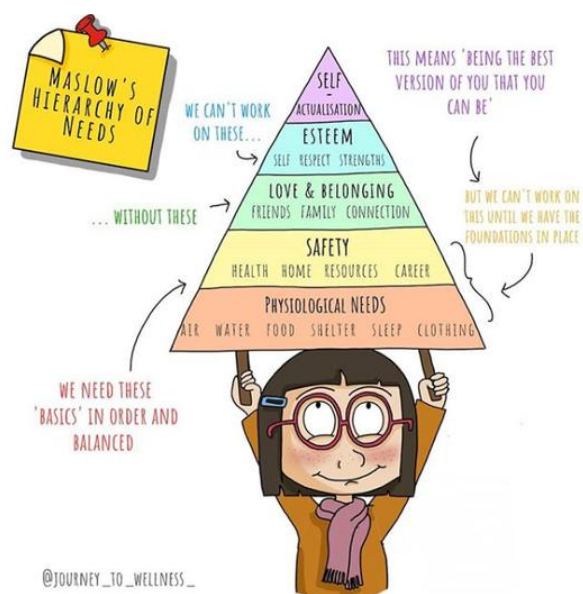 MASLOW'S
HIERARCHY OF
NEEDS
THIS MEANS 'BEING THE BEST
VERSION OF YOU THAT YOU
CAN BE'
WE CAN'T WORK
ON THESE...
SELF
-
ACTUALISATION
ESTEEM
SELF RESPECT STRENGTHS
LOVE & BELONGING
FRIENDS FAMILY CONNECTION
... WITHOUT THESE
BUT WE CAN'T WORK ON
THIS UNTIL WE HAVE THE
FOUNDATIONS IN PLACE
SAFETY
HEALTH HOME RESOURCES CAREER
PHYSIOLOGICAL NEEDS
AIR WATER FOOD SHELTER SLEEP CLOTHING
WE NEED THESE
'BASICS' IN ORDER AND
BALANCED
@JOURNEY_TO_WELLNESS_